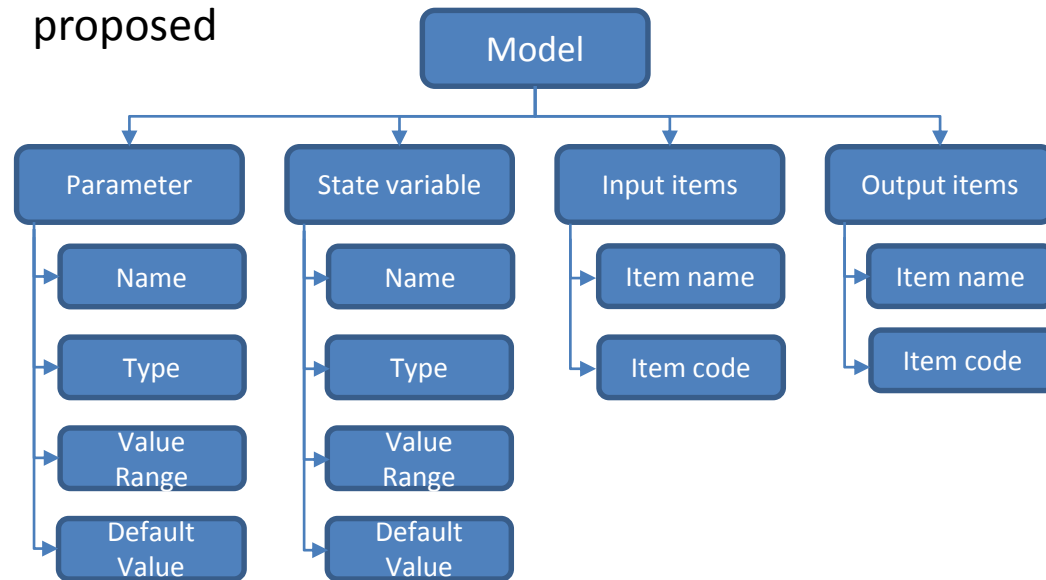 proposed
Model
Parameter
State variable
Input items
Output items
Name
Name
Item name
Item name
Type
Type
Item code
Item code
Value
Range
Value
Range
Default
Value
Default
Value